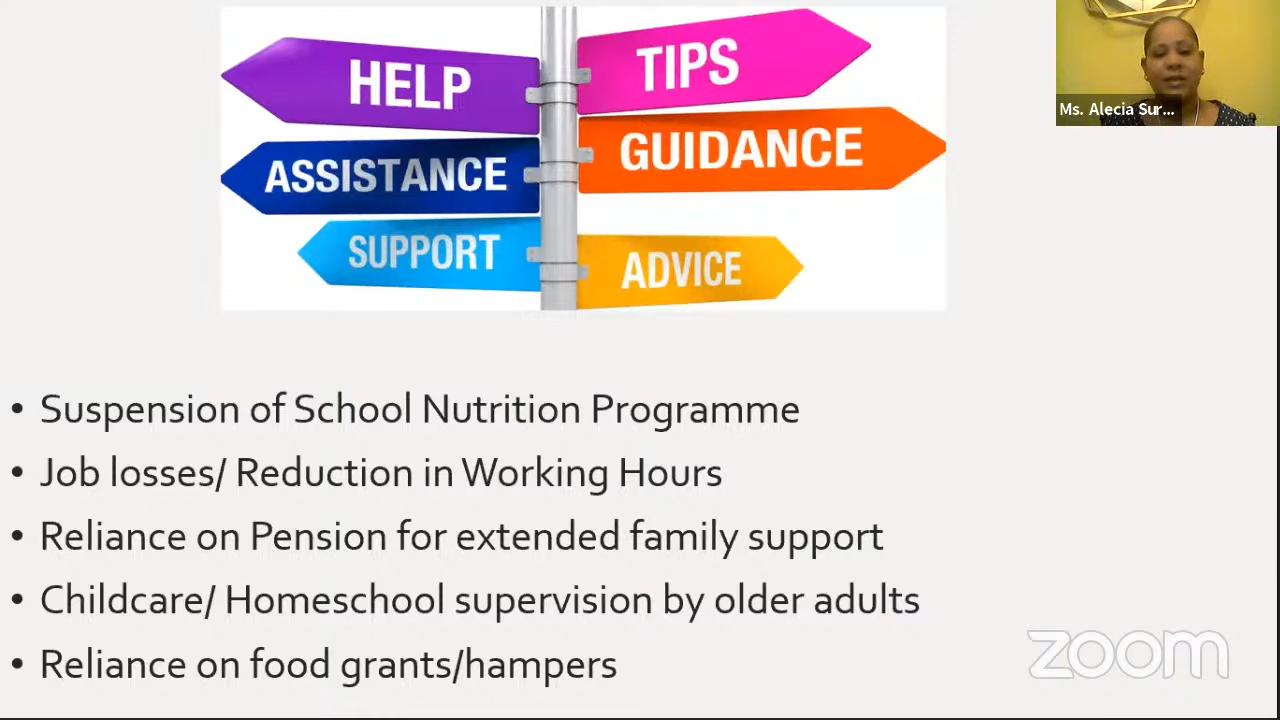 HELP
TIPS
ASSISTANCE
GUIDANCE
SUPPORT
ADVICE
Ms. Alecia Sur...
• Suspension of School Nutrition Programme
• Job losses/ Reduction in Working Hours
• Reliance on Pension for extended family support
• Childcare/ Homeschool supervision by older adults
• Reliance on food grants/hampers
zoom